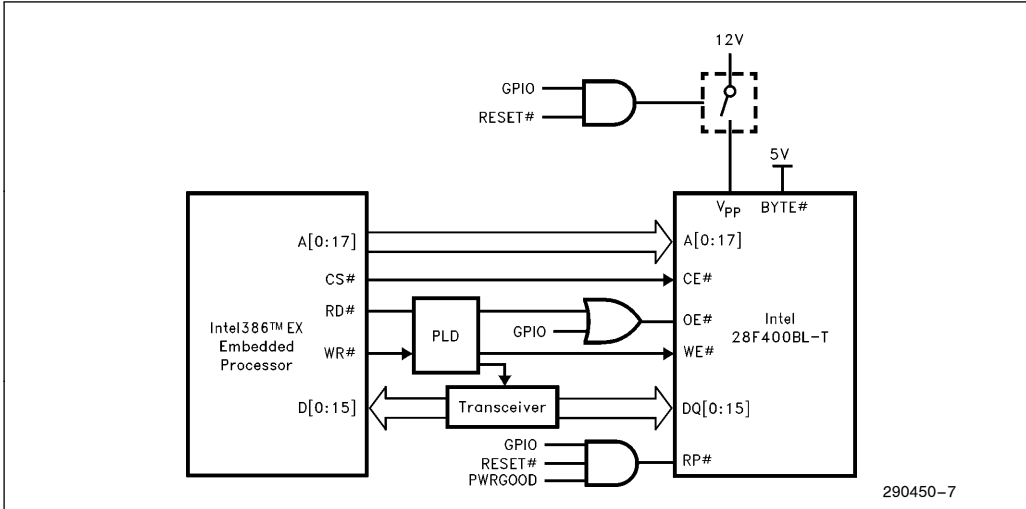 12V
GPIO
RESET#
5V
VPP BYTE#
A[0:17] A[0:17]
CS# CE#
RD# OE#
GPIO
PLD
Intel386™ EX
Embedded
Processor
Intel
28F400BL-T
WR# WE#
D[0:15] Transceiver DQ[0:15]
GPIO
RESET# RP#
PWRGOOD
290450-7